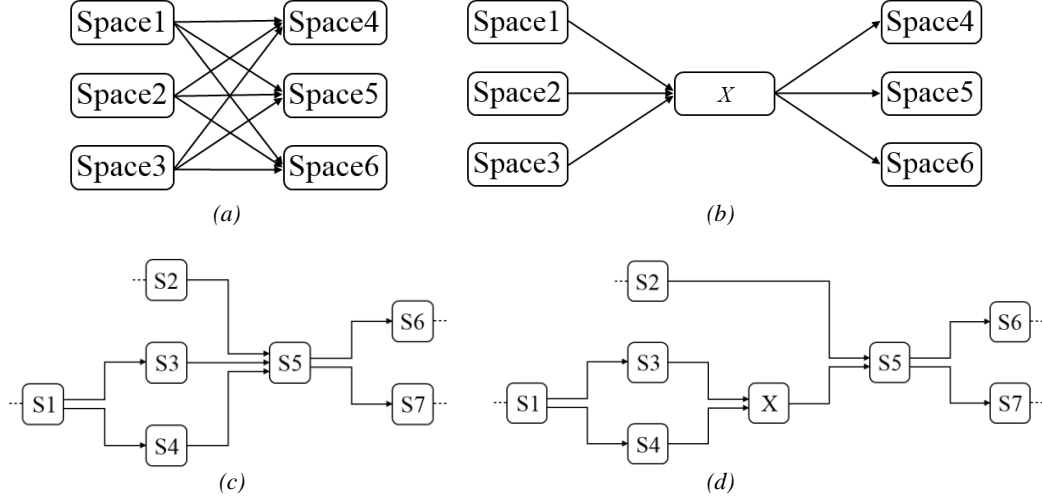 Space1 Space4
Space2 Space5
Space3 Space6
(a)
Space1 Space4
Space2 X Space5
Space3 Space6
(b)
S2
S6
S3 S5
S1 S7
S4
(c)
S2
S6
S3 S5
S1 X S7
S4
(d)